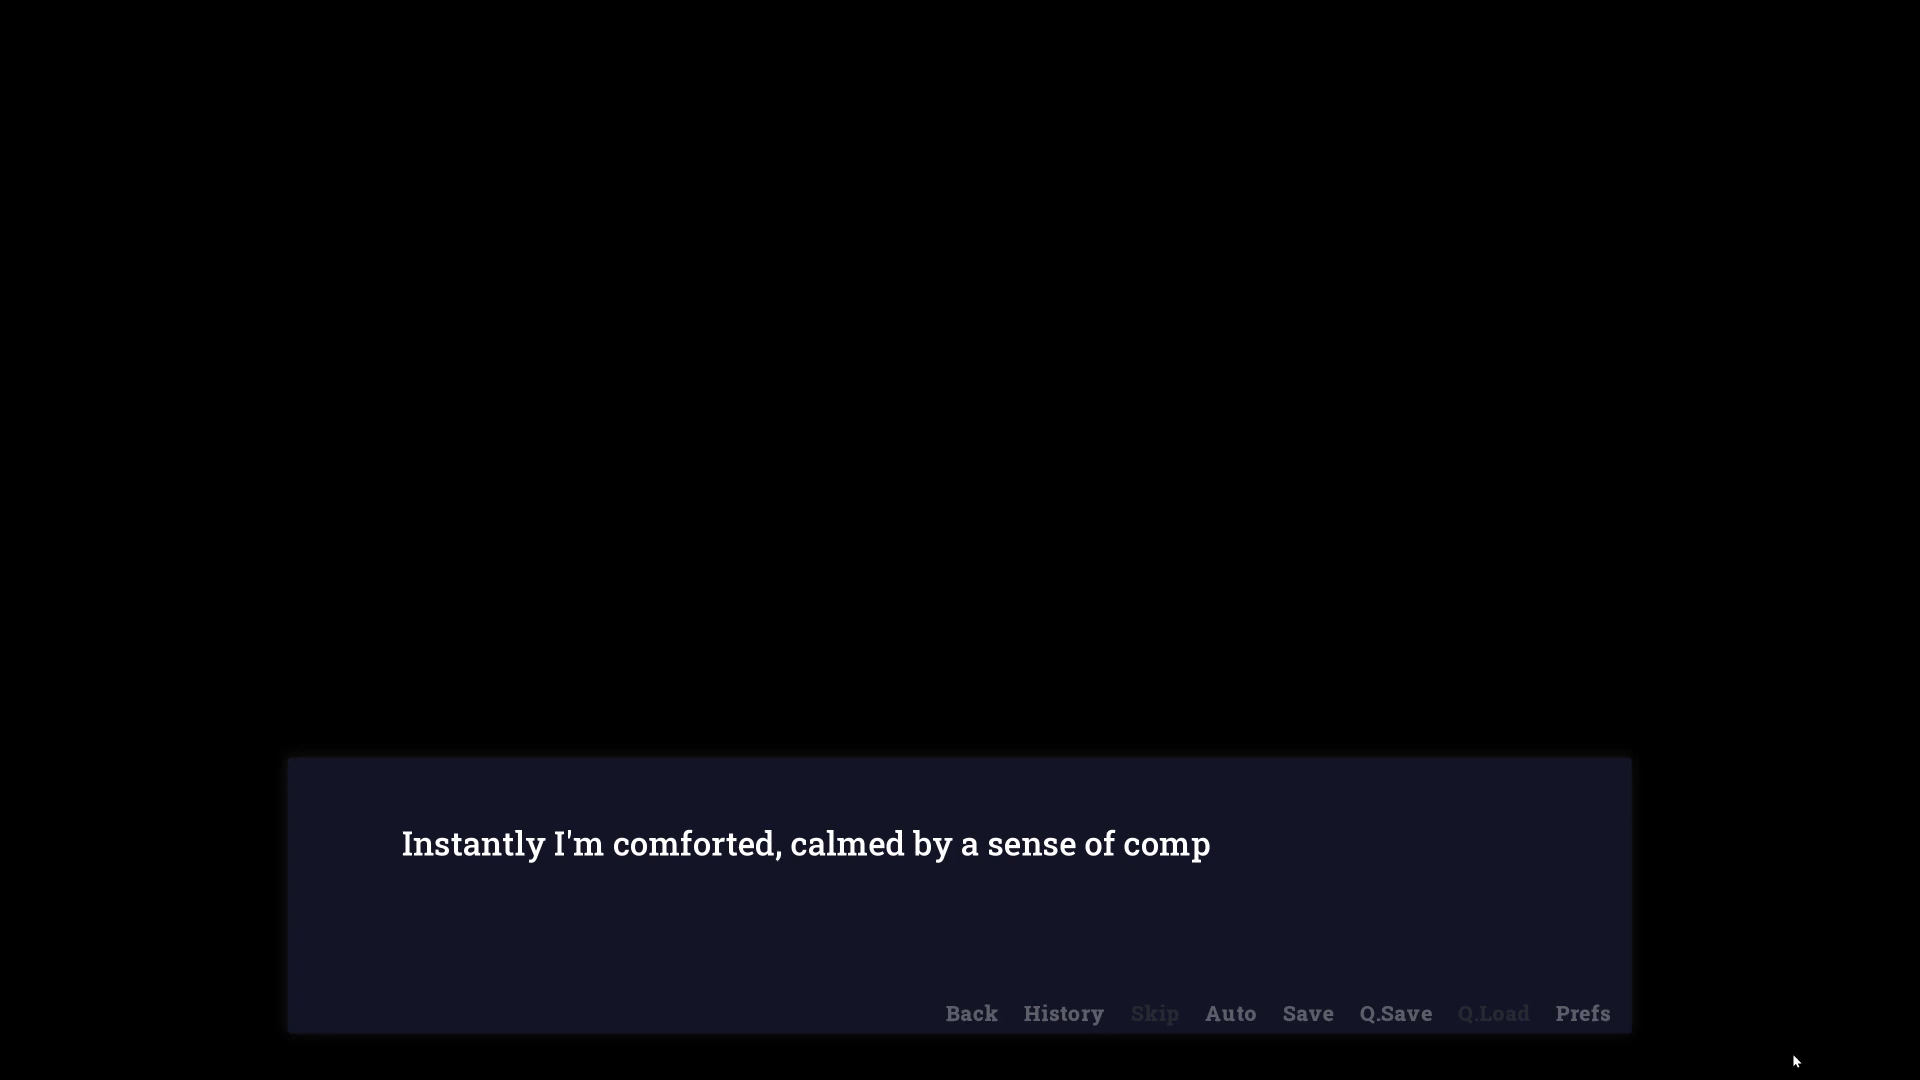 Instantly I'm comforted, calmed by a sense of comp
Back History Skip Auto Save Q.Save Q.Load Prefs